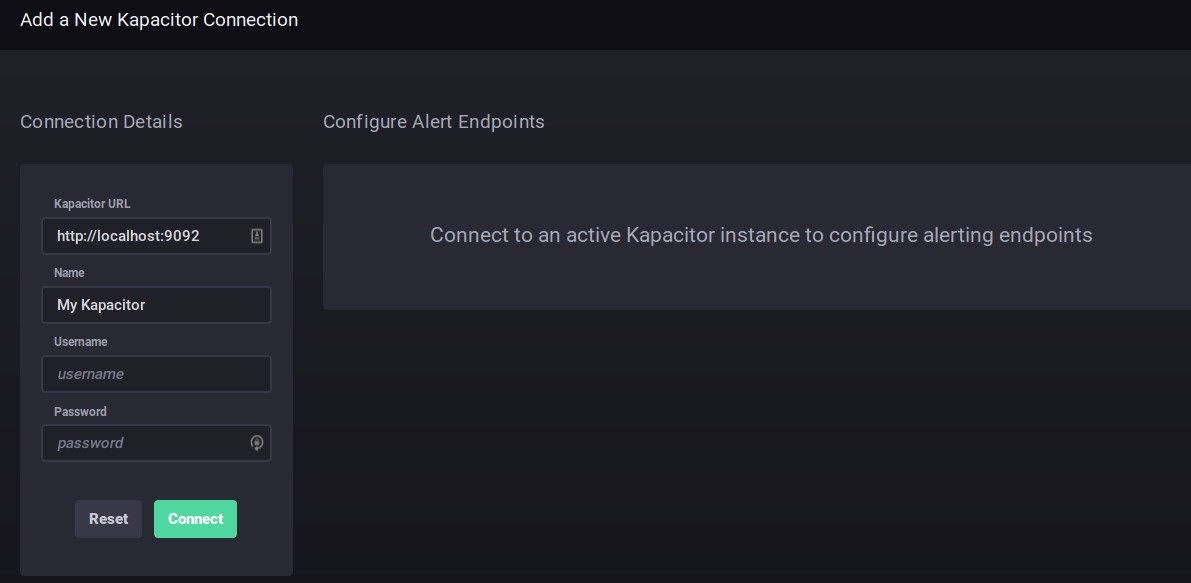 Add a New Kapacitor Connection
Connection Details
Configure Alert Endpoints
Kapacitor URL
http://localhost:9092
Name
My Kapacitor
Username
username
Password
password
Reset
Connect
Connect to an active Kapacitor instance to configure alerting endpoints